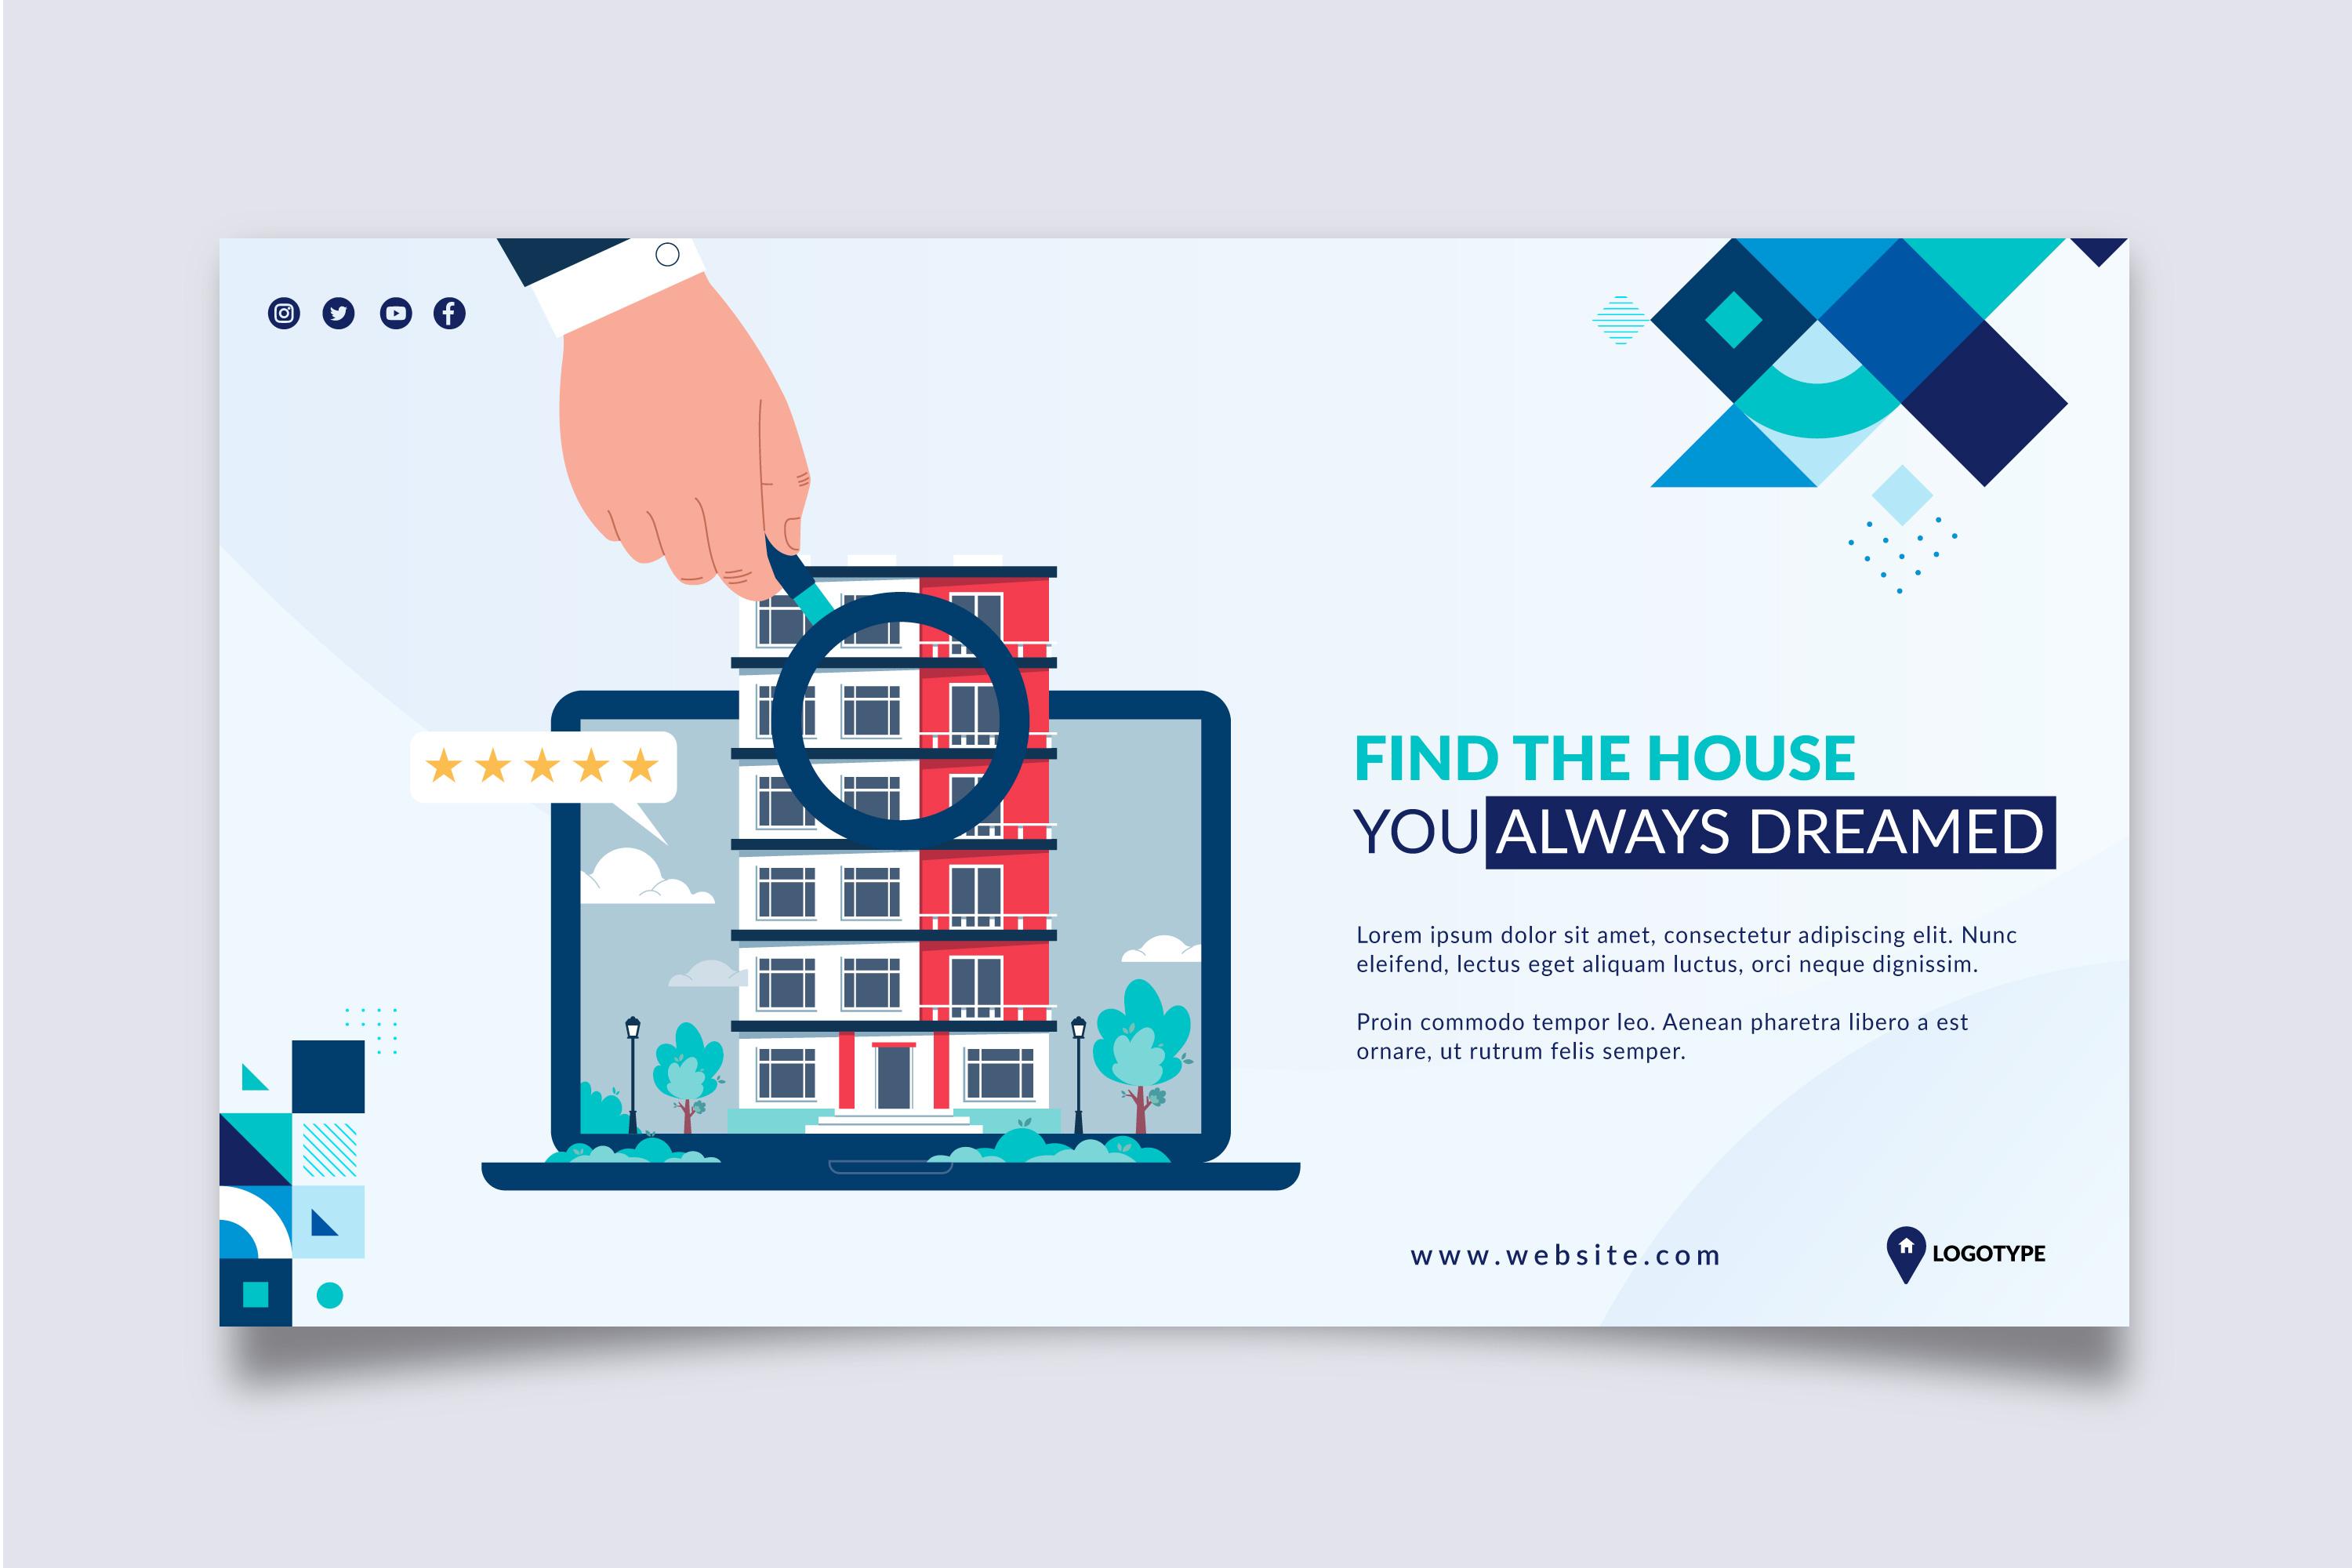 FIND THE HOUSE
YOU ALWAYS DREAMED
Lorem ipsum dolor sit amet, consectetur adipiscing elit. Nunc
eleifend, lectus eget aliquam luctus, orci neque dignissim.
Proin commodo tempor leo. Aenean pharetra libero a est
ornare, ut rutrum felis semper.
www.website.com
LOGOTYPE